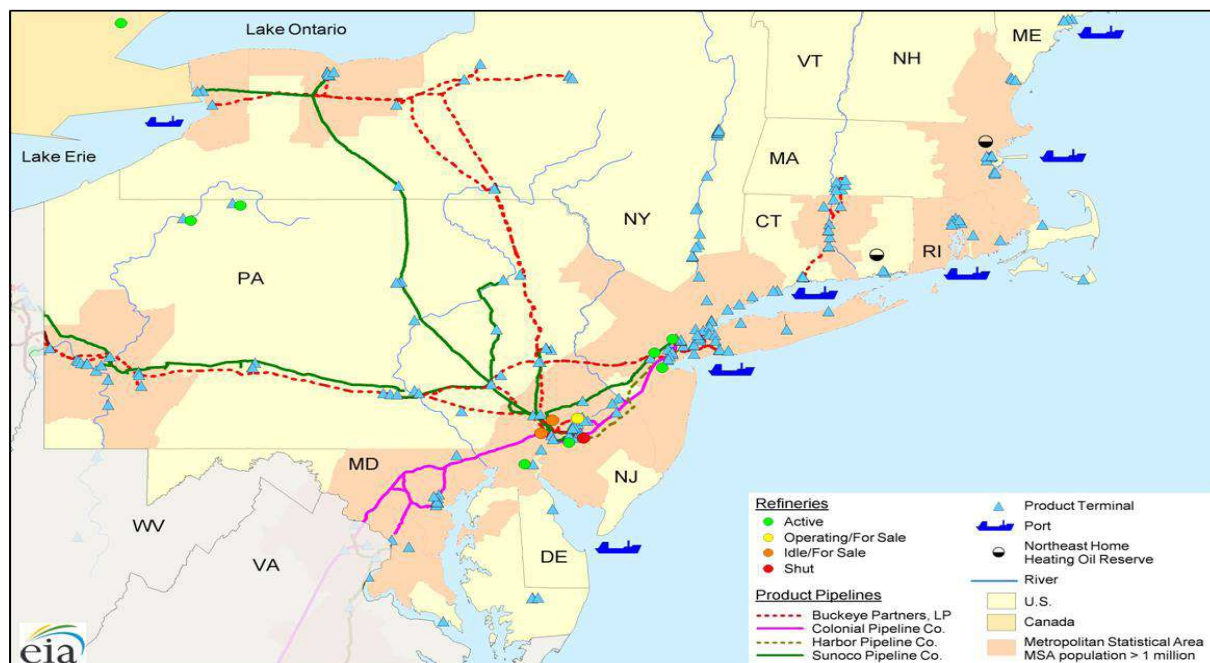 Lake Ontario
ME
VT
NH
Lake Erie
MA
NY
CT
RI
PA
MD
NJ
WV
VA
DE
eia
Refineries
Active
Operating/For Sale
Idle/For Sale
Shut
Product Pipelines
Buckeye Partners, LP
Colonial Pipeline Co.
Harbor Pipeline Co.
Sunoco Pipeline Co.
Product Terminal
Port
Northeast Home
Heating Oil Reserve
River
U.S.
Canada
Metropolitan Statistical Area
MSA population > 1 million